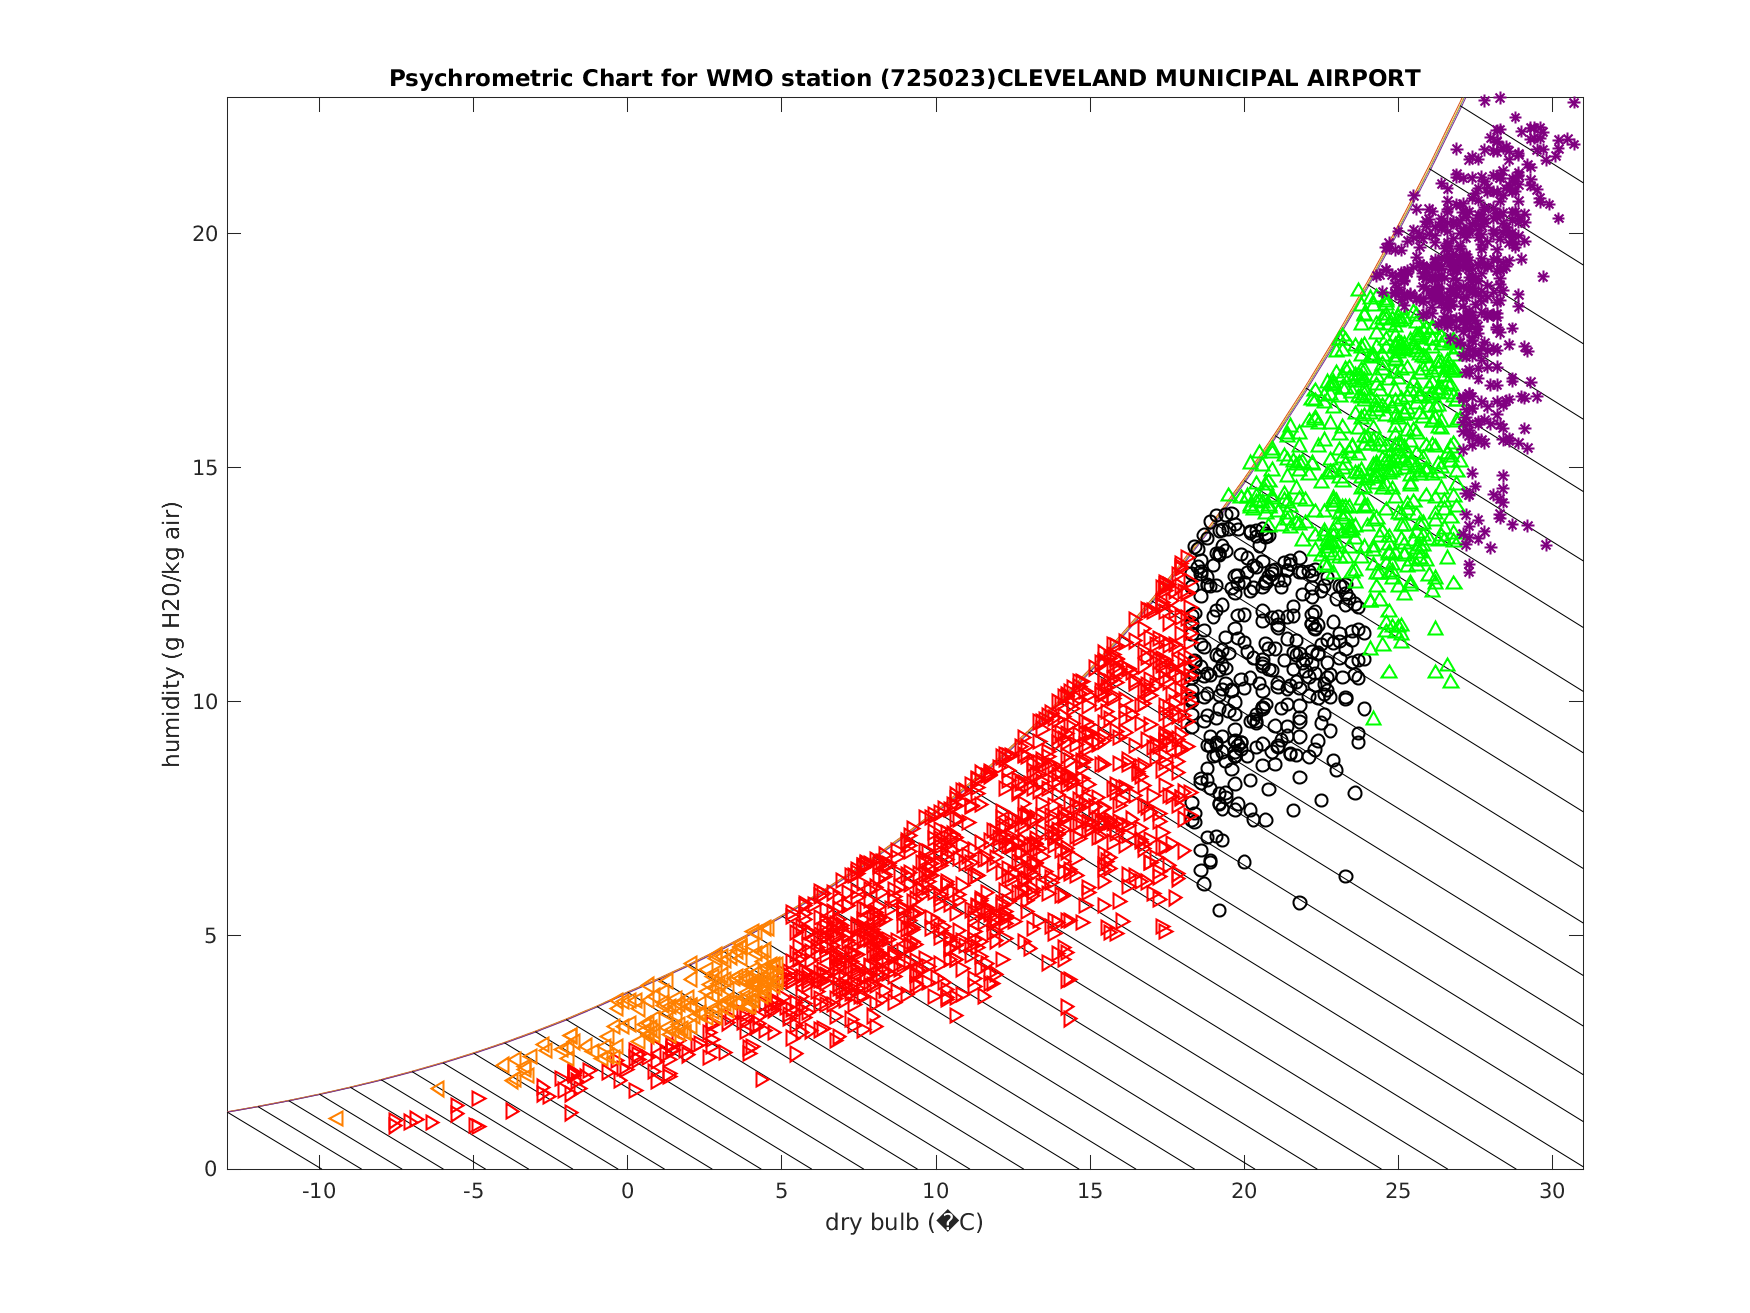 Psychrometric Chart for WMO station (725023)CLEVELAND MUNICIPAL AIRPORT
humidity (g H20/kg air)
20
15
10
5
0
-10 -5 0 5 10 15 20 25 30
dry bulb (�C)